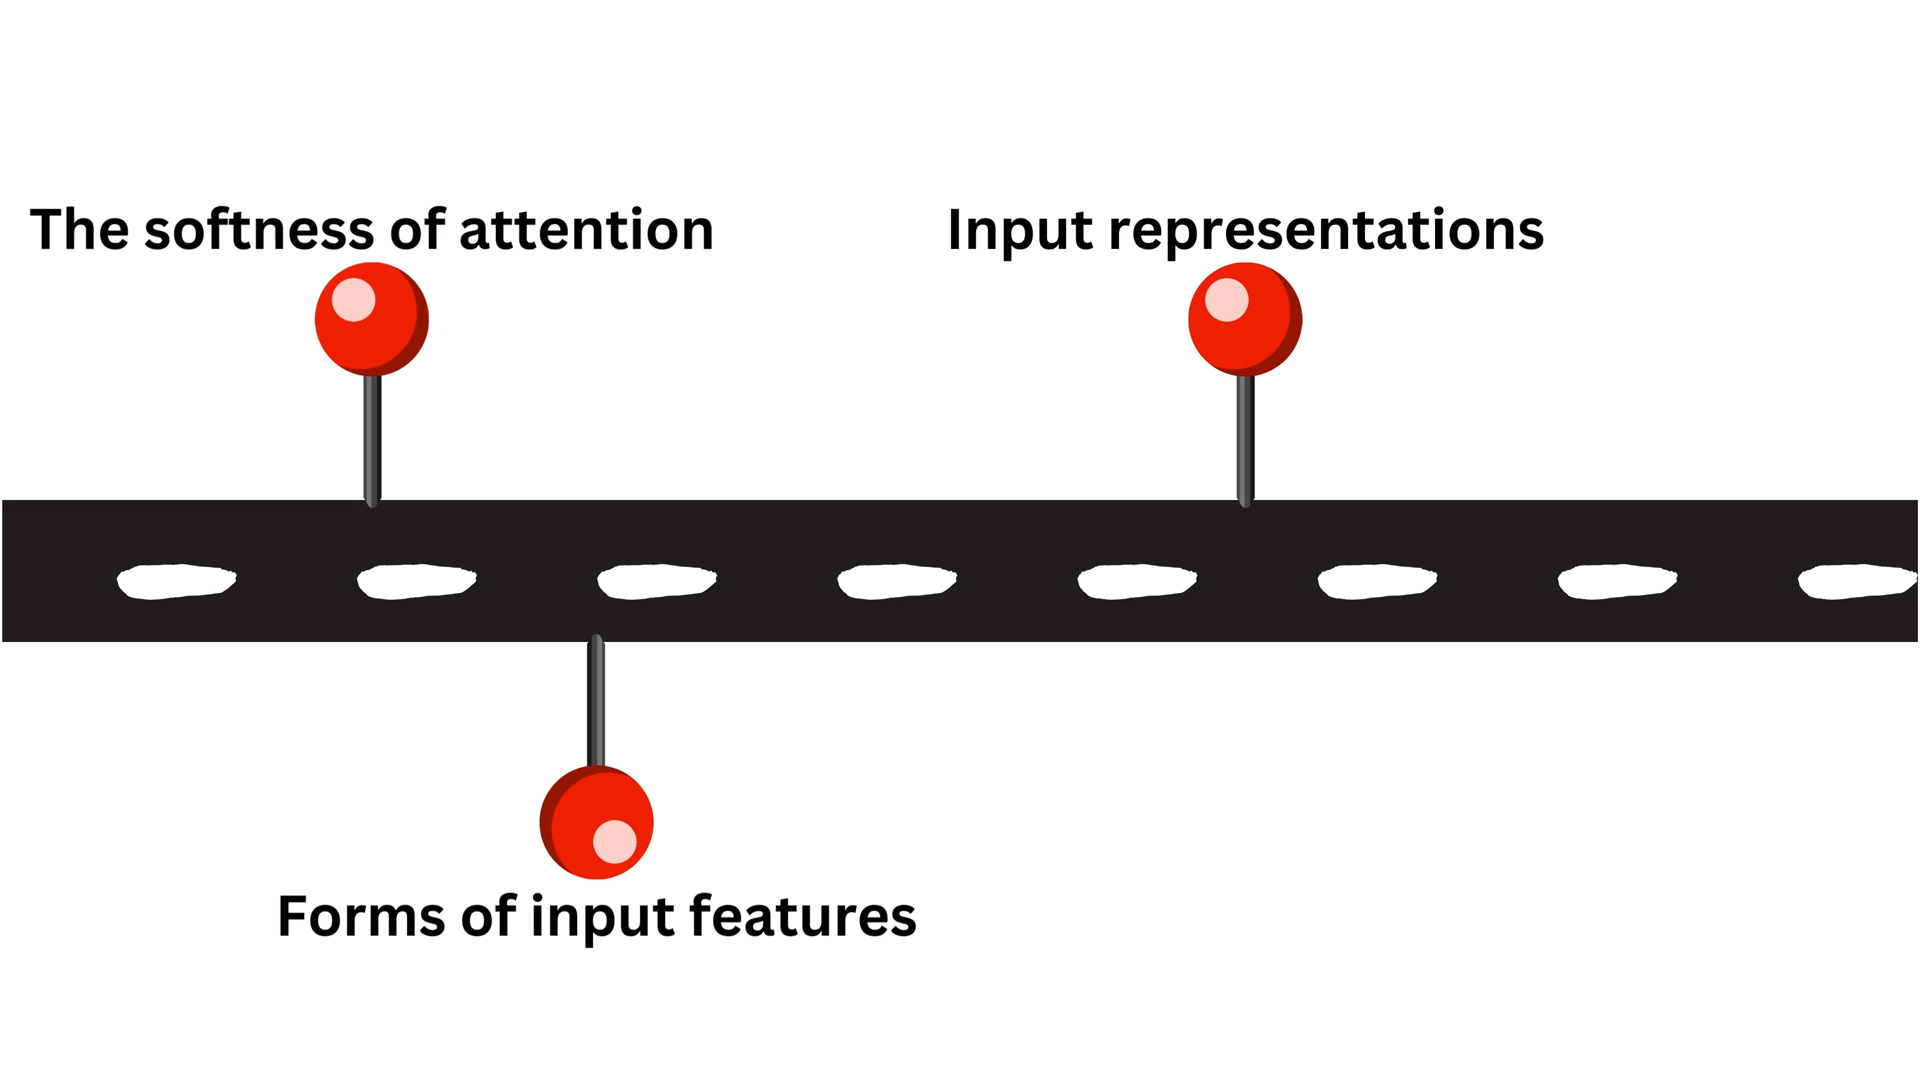 The softness of attention
Input representations
Forms of input features